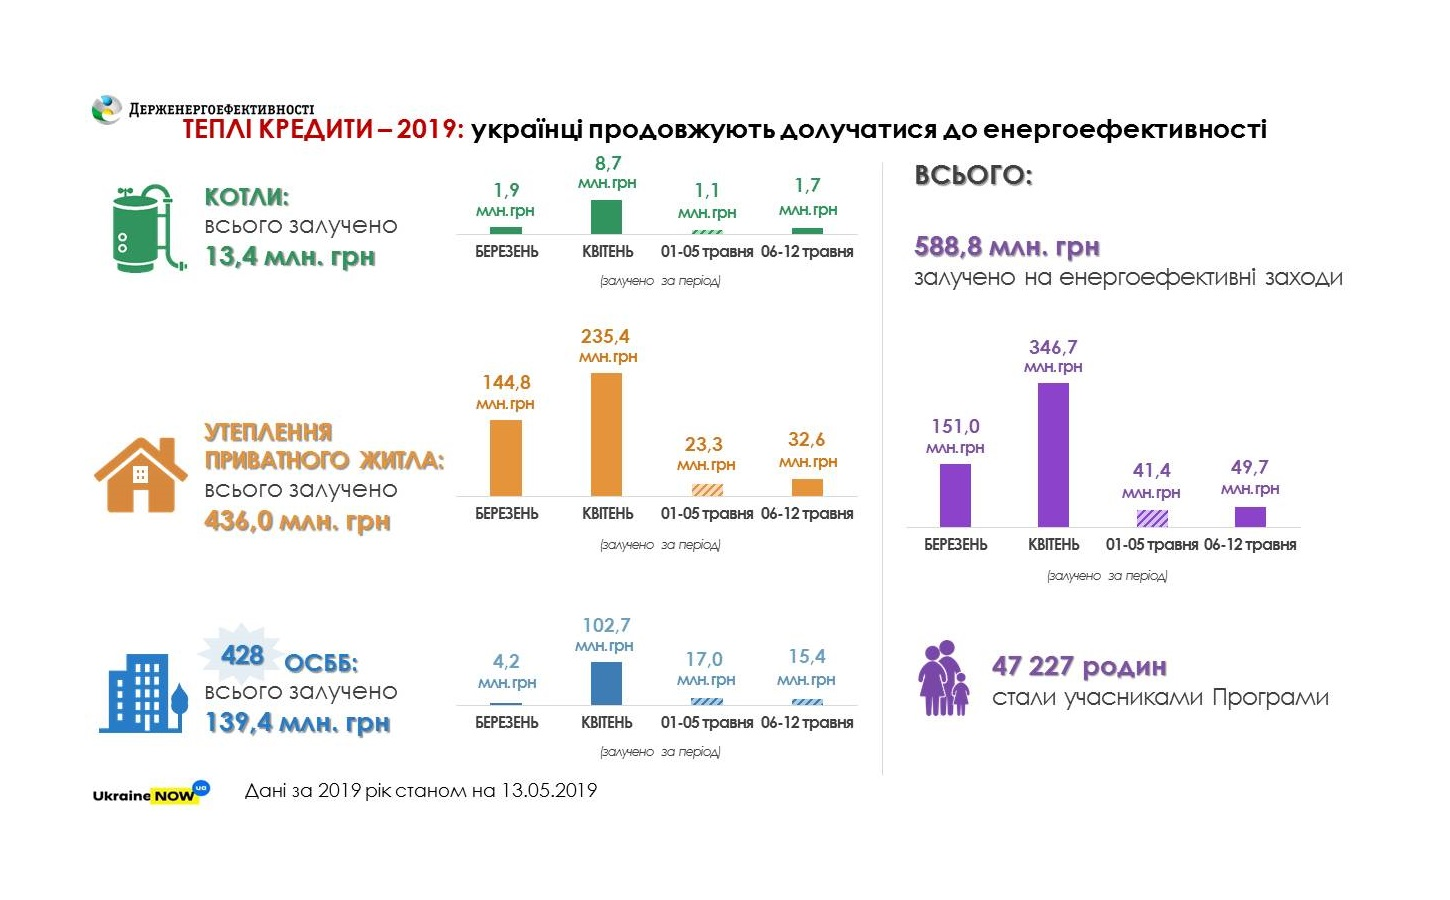 ДЕРЖЕНЕРГОЕФЕКТИВНОСТІ
ТЕПЛІ КРЕДИТИ – 2019: українці продовжують долучатися до енергоефективності
КОТЛИ:
всього залучено
13,4 млн. грн
1,9
млн.грн
8,7
млн.грн
1,1
млн.грн
1,7
млн.грн
БЕРЕЗЕНЬ КВІТЕНЬ 01-05 травня 06-12 травня
(залучено за період)
УТЕПЛЕННЯ
ПРИВАТНОГО ЖИТЛА:
всього залучено
436,0 млн. грн
144,8
млн.грн
235,4
млн.грн
23,3
млн.грн
32,6
млн.грн
БЕРЕЗЕНЬ КВІТЕНЬ 01-05 травня 06-12 травня
(залучено за період)
428 ОСББ:
всього залучено
139,4 млн. грн
4,2
млн.грн
102,7
млн.грн
17,0
млн.грн
15,4
млн.грн
БЕРЕЗЕНЬ КВІТЕНЬ 01-05 травня 06-12 травня
(залучено за період)
ВСЬОГО:
588,8 млн. грн
залучено на енергоефективні заходи
151,0
млн.грн
346,7
млн.грн
41,4
млн.грн
49,7
млн.грн
БЕРЕЗЕНЬ КВІТЕНЬ 01-05 травня 06-12 травня
(залучено за період)
47 227 родин
стали учасниками Програми
Ukraine NOW ua
Дані за 2019 рік станом на 13.05.2019